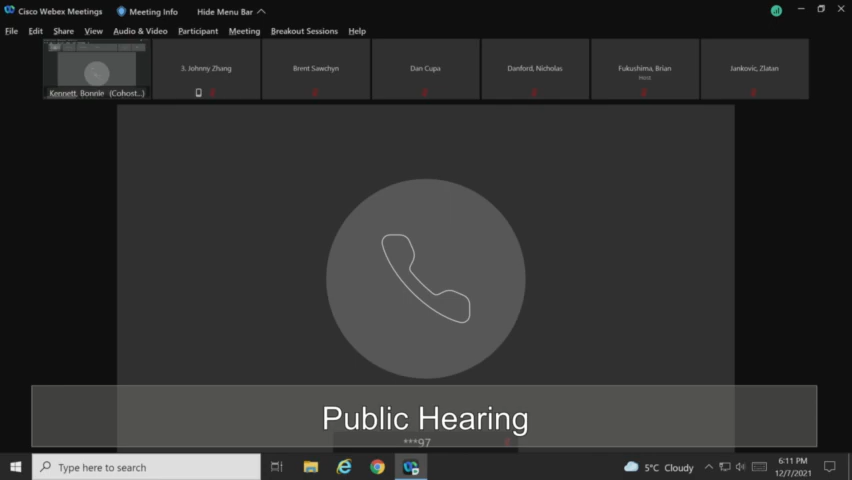 Cisco Webex Meetings Meeting Info Hide Menu Bar
File Edit Share View Audio & Video Participant Meeting Breakout Sessions Help
3. Johnny Zhang
Brent Sawchyn
Dan Cupa
Danford, Nicholas
Fukushima, Brian
Host
Jankovic, Zlatan
Kennett, Bonnie (Cohost...)
Public Hearing
***97
Type here to search
5°C Cloudy
6:11 PM
12/7/2021